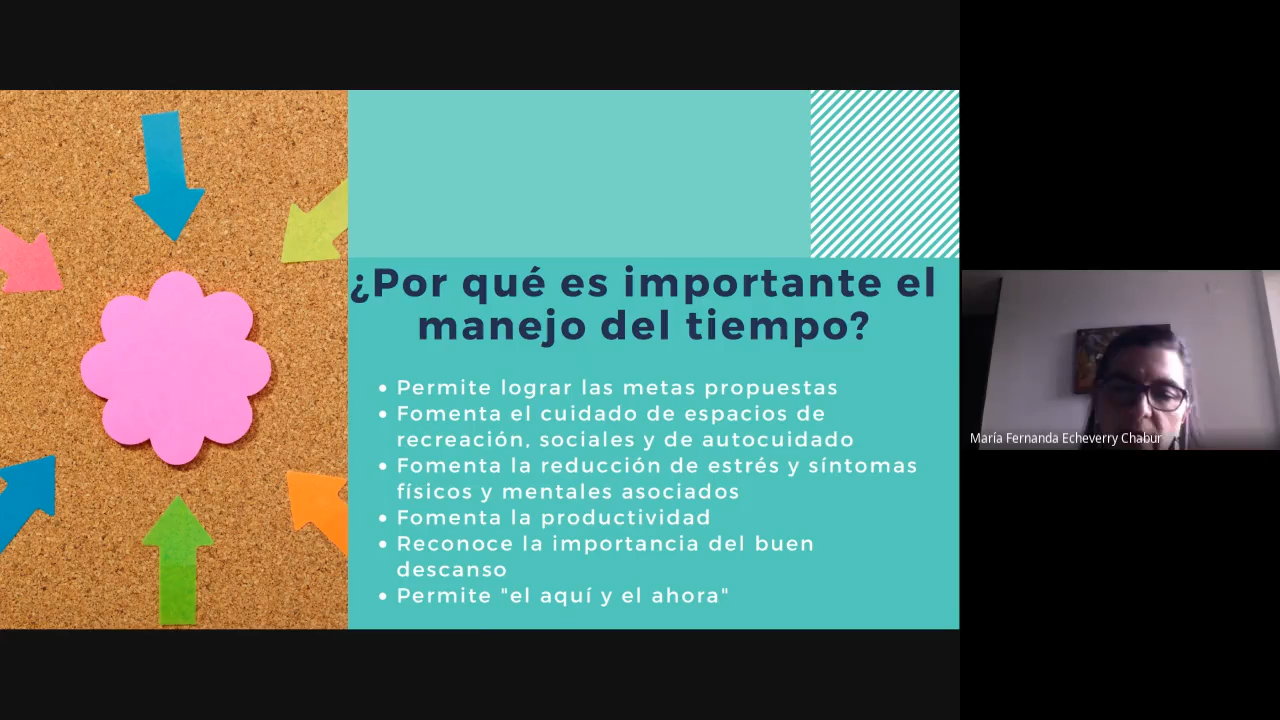 ¿Por qué es importante el
manejo del tiempo?
• Permite lograr las metas propuestas
• Fomenta el cuidado de espacios de
recreación, sociales y de autocuidado
• Fomenta la reducción de estrés y síntomas
físicos y mentales asociados
• Fomenta la productividad
• Reconoce la importancia del buen
descanso
• Permite "el aquí y el ahora"
María Fernanda Echeverry Chabur